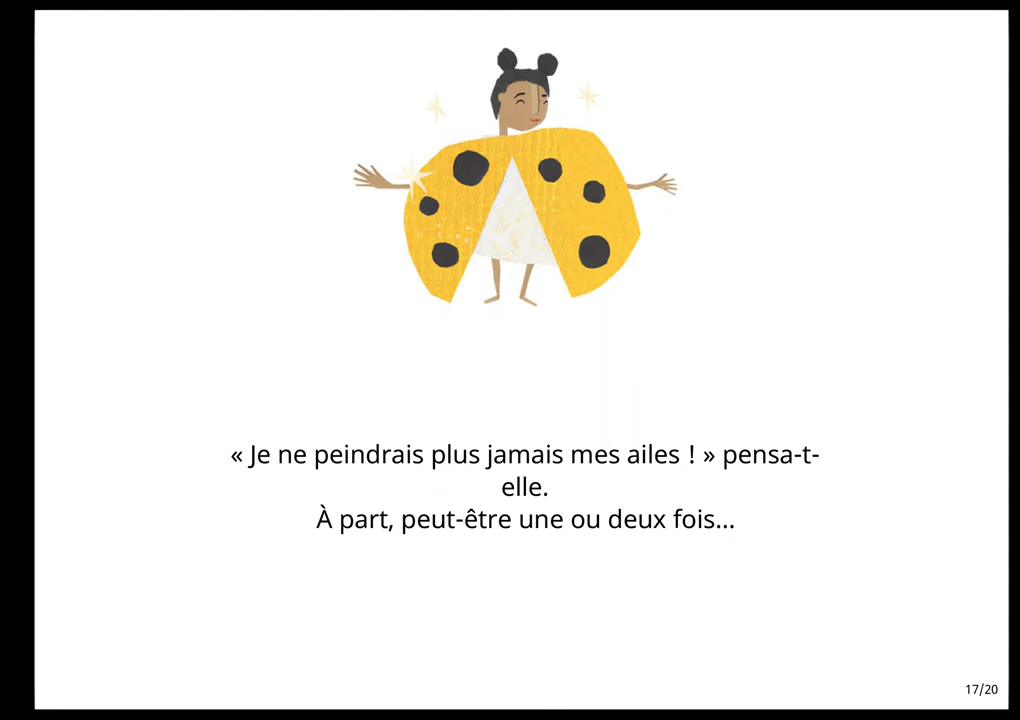 « Je ne peindrais plus jamais mes ailes ! » pensa-t-
elle.
À part, peut-être une ou deux fois...
17/20